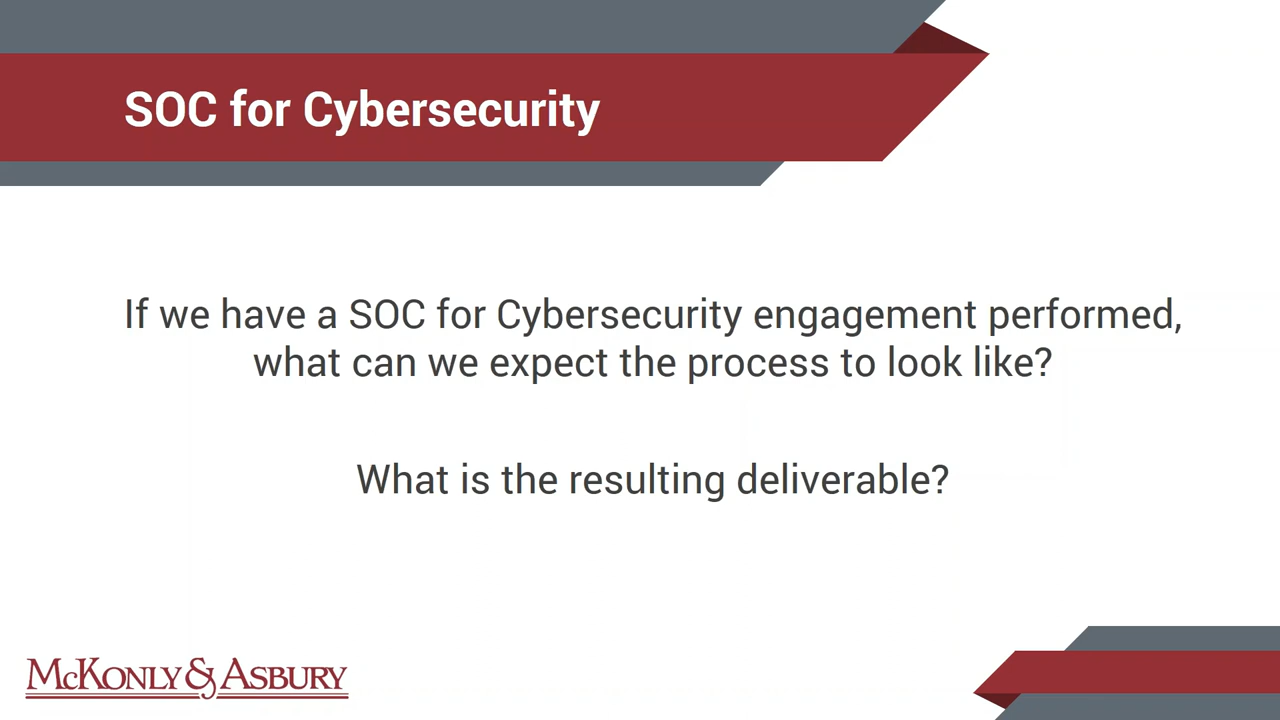 SOC for Cybersecurity
If we have a SOC for Cybersecurity engagement performed,
what can we expect the process to look like?
What is the resulting deliverable?
McKonly & Asbury